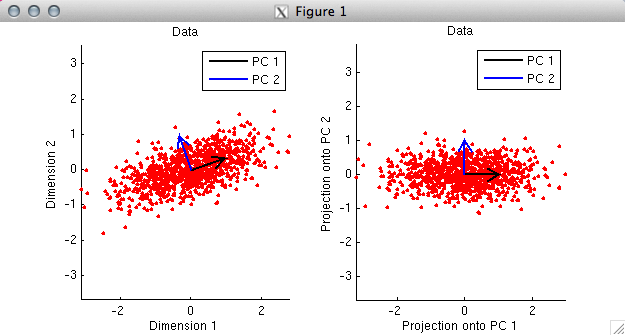 Figure 1
Data
PC 1
PC 2
3
2
1
0
-1
-2
-3
Dimension 2
-2
0
2
Dimension 1
Data
PC 1
PC 2
3
2
1
0
-1
-2
-3
Projection onto PC 2
-2
0
2
Projection onto PC 1